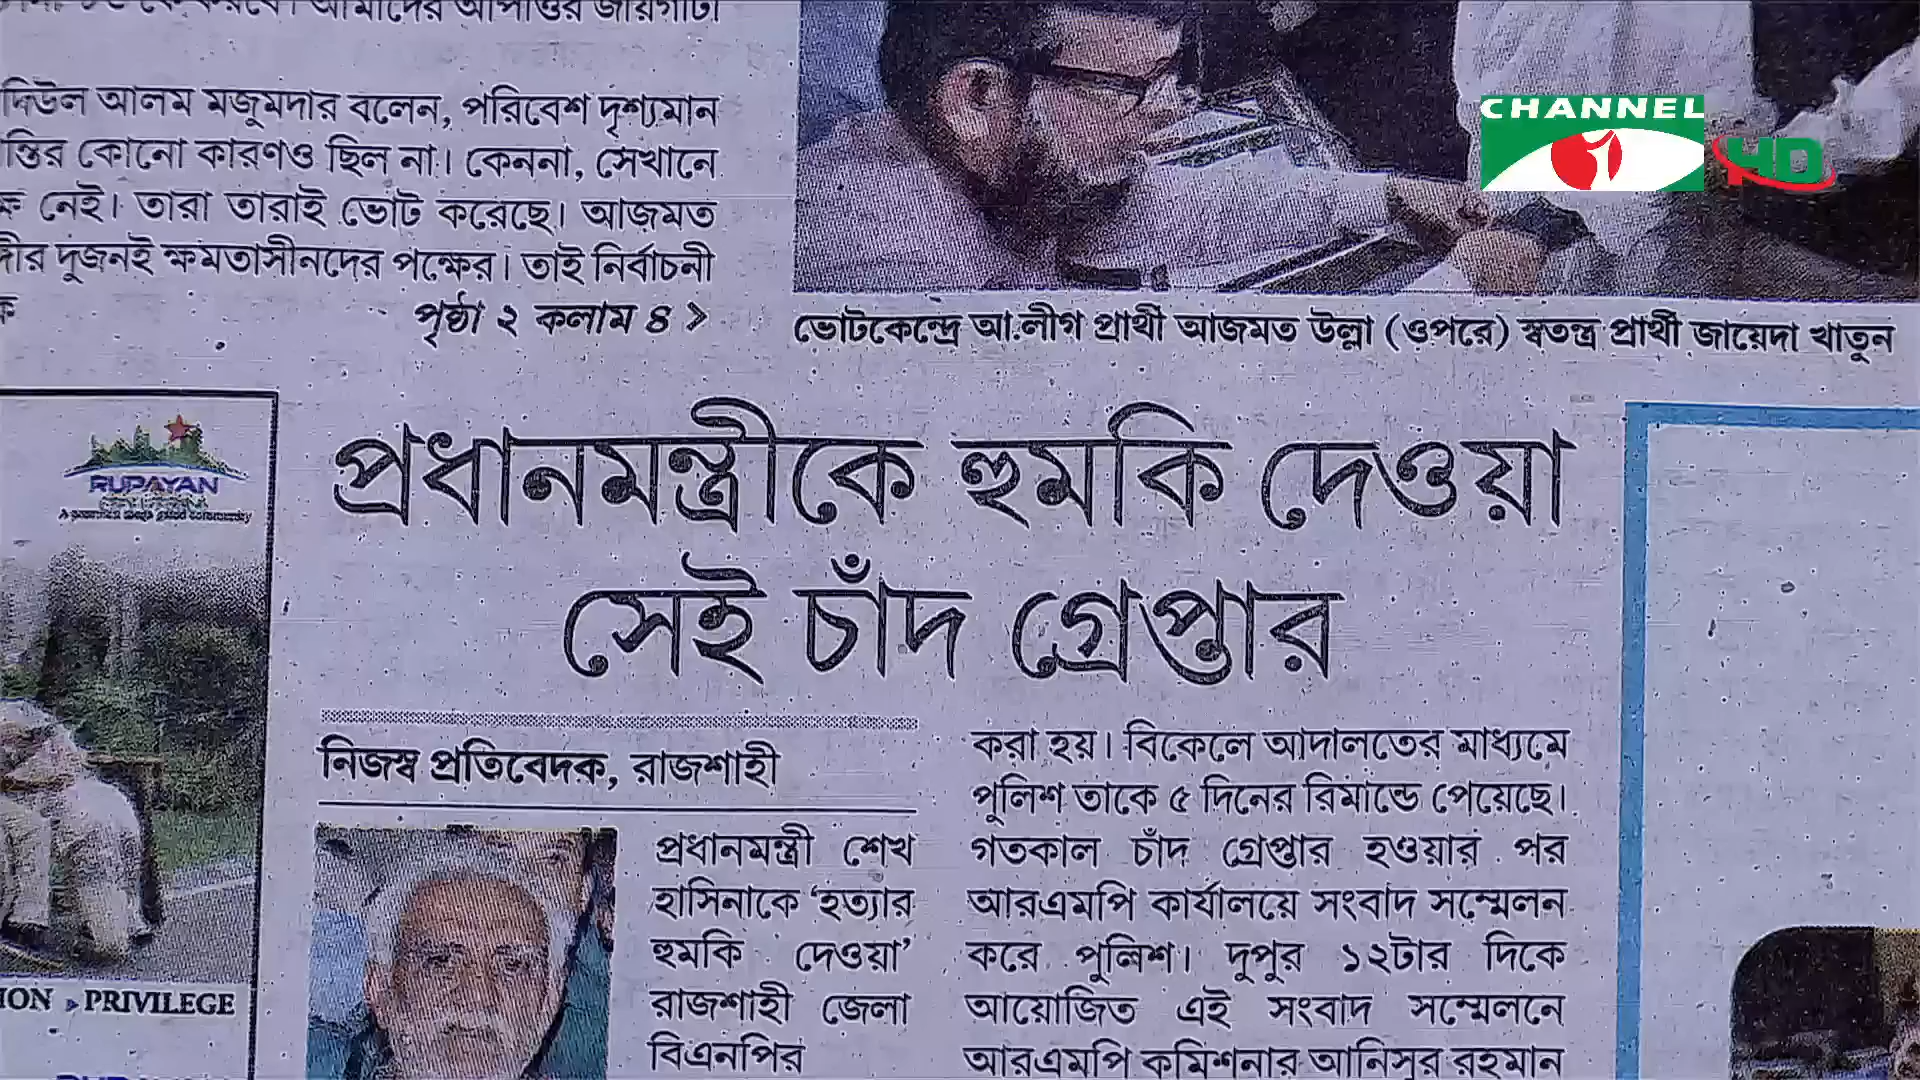 দিউল আলম মজুমদার বলেন, পরিবেশ দৃশ্যমান
ন্তির কোনো কারণও ছিল না। কেননা, সেখানে
ক্ষ নেই। তারা তারাই ভোট করেছে। আজমত
দুজনই ক্ষমতাসীনদের পক্ষের। তাই নির্বাচনী
পৃষ্ঠা ২ কলাম ৪ >
CHANNEL
HD
ভোটকেন্দ্রে আ.লীগ প্রার্থী আজমত উল্লা (ওপরে) স্বতন্ত্র প্রার্থী জায়েদা খাতুন
RUPAYAN
প্রধানমন্ত্রীকে হুমকি দেওয়া
সেই চাঁদ গ্রেপ্তার
নিজস্ব প্রতিবেদক, রাজশাহী
প্রধানমন্ত্রী শেখ
হাসিনাকে ‘হত্যার
হুমকি দেওয়া’
রাজশাহী জেলা
বিএনপির
করা হয়। বিকেলে আদালতের মাধ্যমে
পুলিশ তাকে ৫ দিনের রিমান্ডে পেয়েছে।
গতকাল চাঁদ গ্রেপ্তার হওয়ার পর
আরএমপি কার্যালয়ে সংবাদ সম্মেলন
করে পুলিশ। দুপুর ১২টার দিকে
আয়োজিত এই সংবাদ সম্মেলনে
আরএমপি কমিশনার আনিসুর রহমান
ION ▸ PRIVILEGE